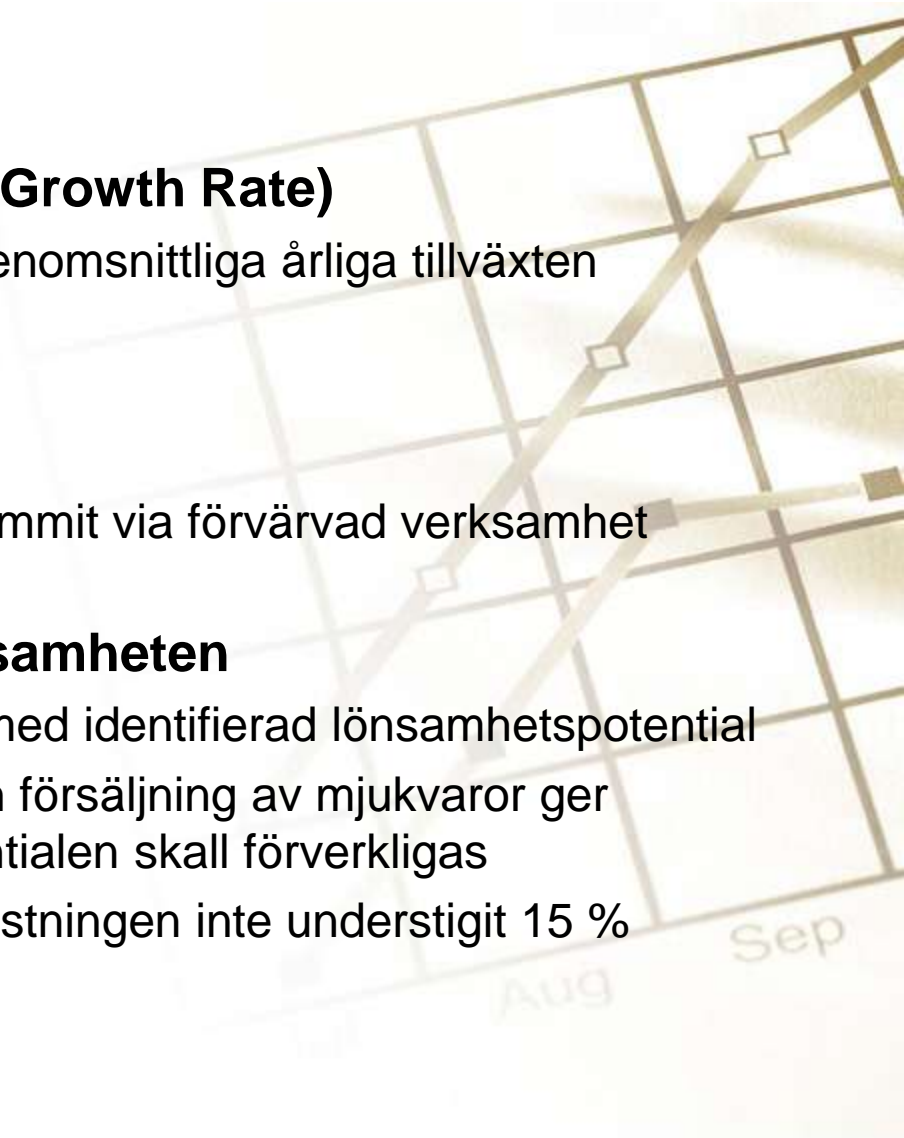 Growth Rate)
enomsnittliga årliga tillväxten
mmit via förvärvad verksamhet
samheten
med identifierad lönsamhetspotential
försäljning av mjukvaror ger
ntialen skall förverkligas
stningen inte understigit 15 %
Sep
Aug